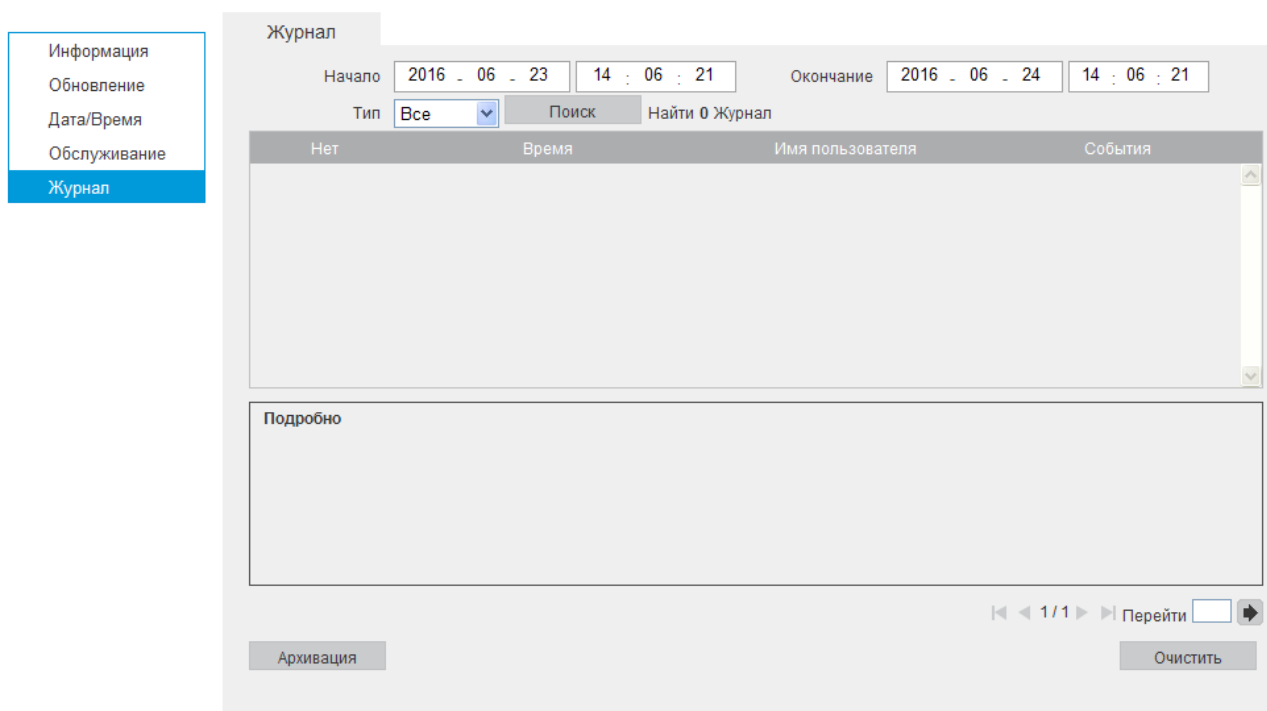 Информация
Обновление
Дата/Время
Обслуживание
Журнал
Журнал
Начало 2016 - 06 - 23 14 : 06 : 21 Окончание 2016 - 06 - 24 14 : 06 : 21
Тип Все Поиск Найти 0 Журнал
Нет Время Имя пользователя События
Подробно
1 / 1 Перейти
Архивация Очистить